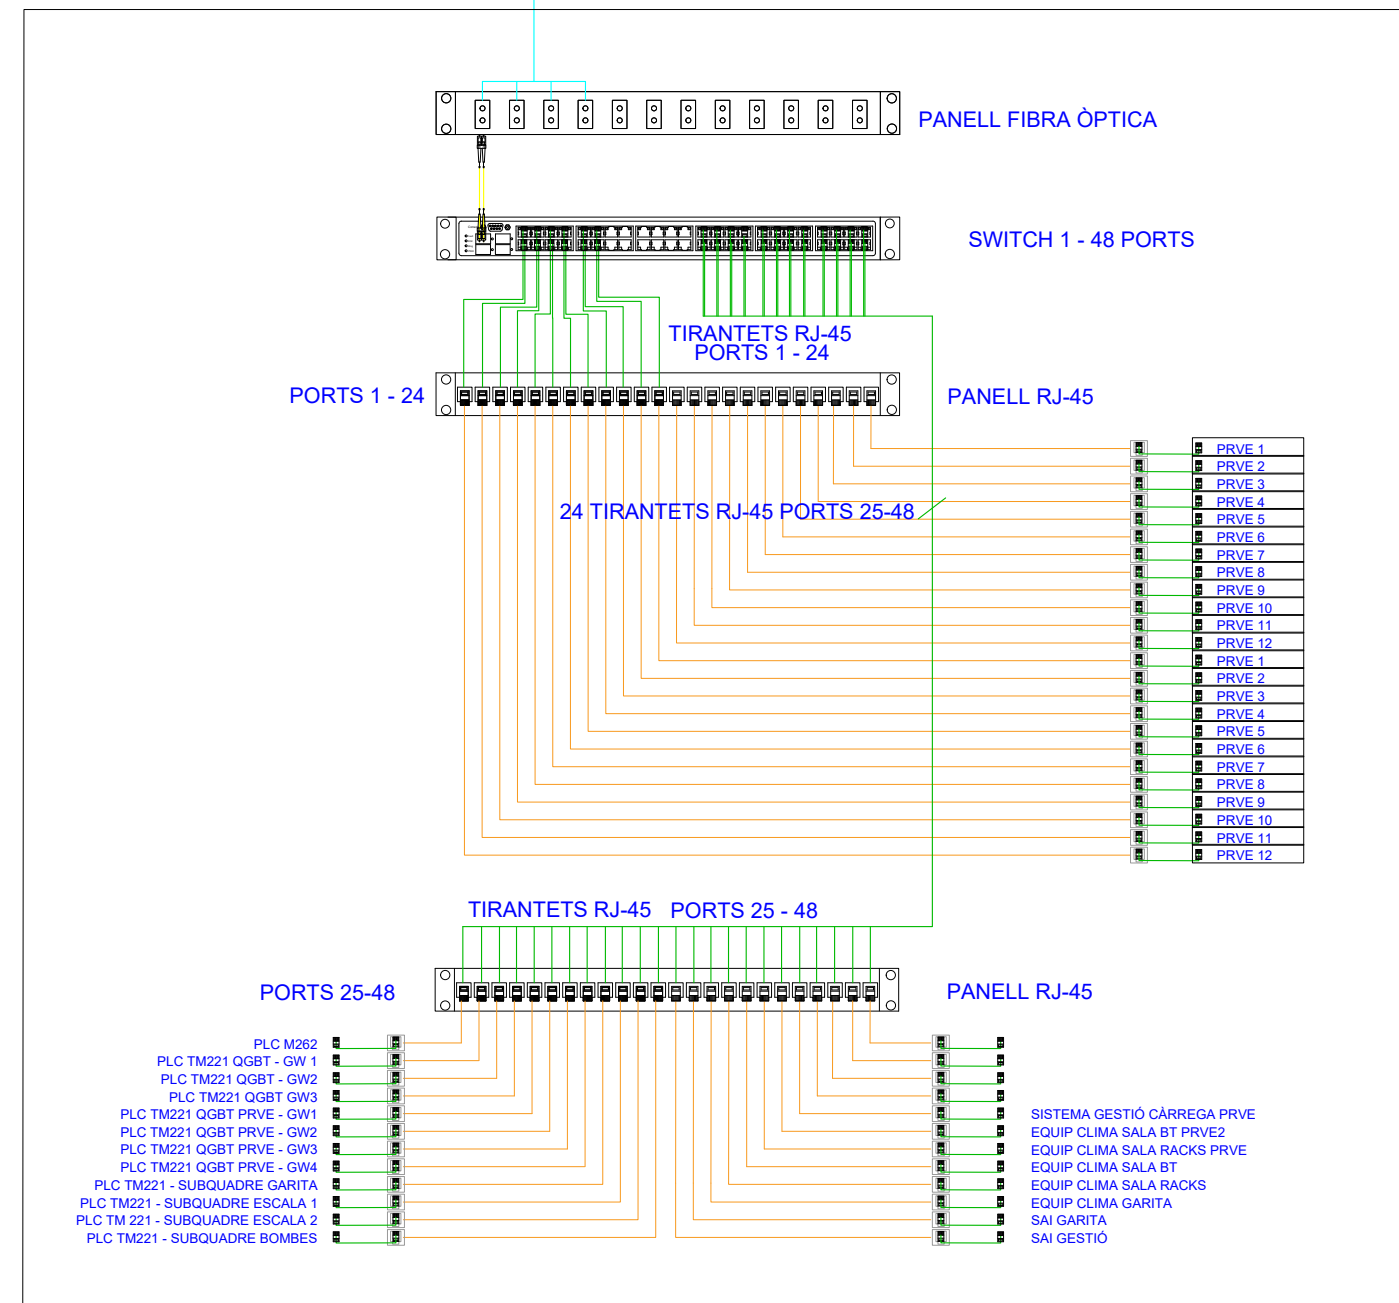 PANELL FIBRA ÒPTICA
SWITCH 1 - 48 PORTS
TIRANTETS RJ-45
PORTS 1 - 24
PORTS 1 - 24
PANELL RJ-45
PRVE 1
PRVE 2
PRVE 3
PRVE 4
24 TIRANTETS RJ-45 PORTS 25-48
PRVE 5
PRVE 6
PRVE 7
PRVE 8
PRVE 9
PRVE 10
PRVE 11
PRVE 12
PRVE 1
PRVE 2
PRVE 3
PRVE 4
PRVE 5
PRVE 6
PRVE 7
PRVE 8
PRVE 9
PRVE 10
PRVE 11
PRVE 12
TIRANTETS RJ-45 PORTS 25 - 48
PORTS 25-48
PANELL RJ-45
PLC M262
PLC TM221 QGBT - GW 1
PLC TM221 QGBT - GW2
PLC TM221 QGBT GW3
PLC TM221 QGBT PRVE - GW1
PLC TM221 QGBT PRVE - GW2
PLC TM221 QGBT PRVE - GW3
PLC TM221 QGBT PRVE - GW4
PLC TM221 - SUBQUADRE GARITA
PLC TM221 - SUBQUADRE ESCALA 1
PLC TM 221 - SUBQUADRE ESCALA 2
PLC TM221 - SUBQUADRE BOMBES
SISTEMA GESTIÓ CÀRREGA PRVE
EQUIP CLIMA SALA BT PRVE2
EQUIP CLIMA SALA RACKS PRVE
EQUIP CLIMA SALA BT
EQUIP CLIMA SALA RACKS
EQUIP CLIMA GARITA
SAI GARITA
SAI GESTIÓ